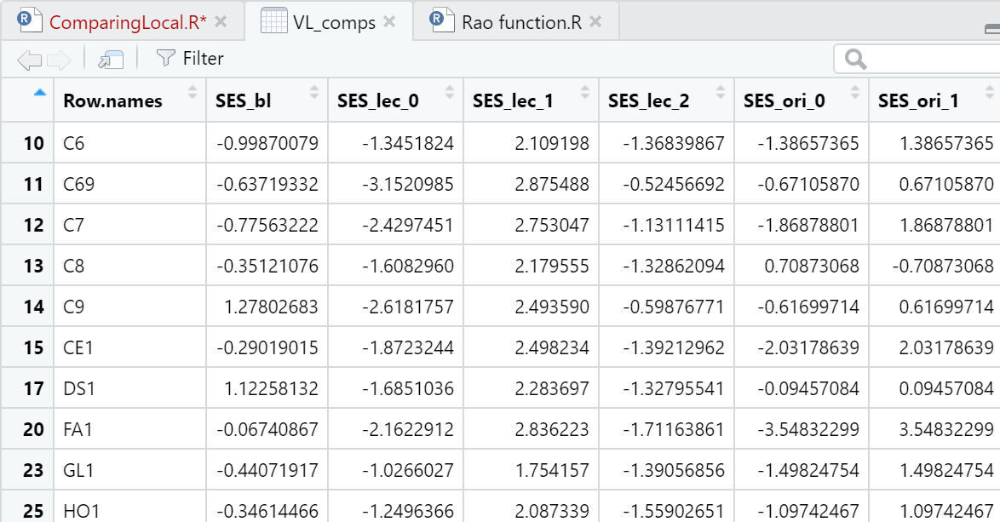 ComparingLocal.R* VL_comps Rao function.R
Filter
Row.names SES_bl SES_lec_0 SES_lec_1 SES_lec_2 SES_ori_0 SES_ori_1
10 C6 -0.99870079 -1.3451824 2.109198 -1.36839867 -1.38657365 1.38657365
11 C69 -0.63719332 -3.1520985 2.875488 -0.52456692 -0.67105870 0.67105870
12 C7 -0.77563222 -2.4297451 2.753047 -1.13111415 -1.86878801 1.86878801
13 C8 -0.35121076 -1.6082960 2.179555 -1.32862094 0.70873068 -0.70873068
14 C9 1.27802683 -2.6181757 2.493590 -0.59876771 -0.61699714 0.61699714
15 CE1 -0.29019015 -1.8723244 2.498234 -1.39212962 -2.03178639 2.03178639
17 DS1 1.12258132 -1.6851036 2.283697 -1.32795541 -0.09457084 0.09457084
20 FA1 -0.06740867 -2.1622912 2.836223 -1.71163861 -3.54832299 3.54832299
23 GL1 -0.44071917 -1.0266027 1.754157 -1.39056856 -1.49824754 1.49824754
25 HO1 -0.34614466 -1.2496366 2.087339 -1.55902651 -1.09742467 1.09742467